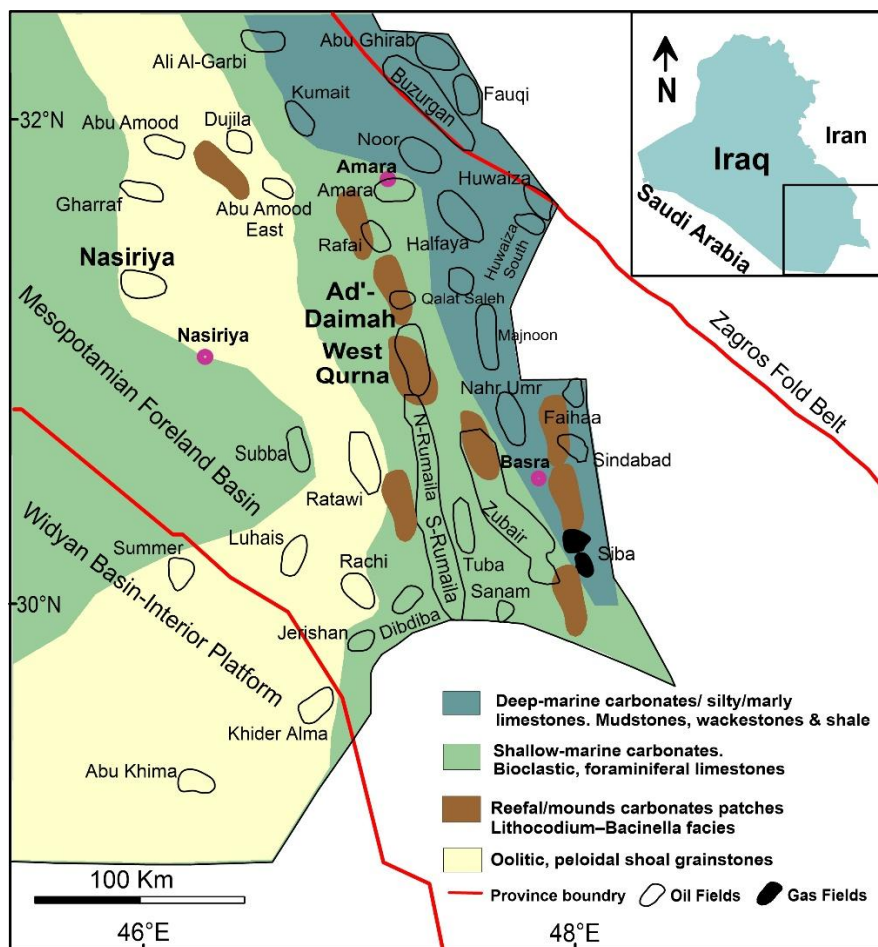 Abu Ghirab
Ali Al-Garbi
Buzurgan
Fauqi
Kumait
32°N
Abu Amood
Dujila
Noor
Amara
Huwaiza
Gharraf
Abu Amood
East
Amara
Rafai
Halfaya
Huwaiza
South
Nasiriya
Ad'-
Daimah
Qalat Saleh
West
Qurna
Majnoon
Nasiriya
Mesopotamian Foreland Basin
Nahr Umr
Faihaa
N-Rumaila
Subba
Basra
Sindabad
Ratawi
Zubair
S-Rumaila
Widyan Basin-Interior Platform
Summer
Luhais
Rachi
Tuba
Siba
Sanam
30°N
Jerishan
Dibdiba
Khider Alma
Abu Khima
Zagros Fold Belt
N
Iraq
Iran
Saudi Arabia
Deep-marine carbonates/ silty/marly
limestones. Mudstones, wackestones & shale
Shallow-marine carbonates.
Bioclastic, foraminiferal limestones
Reefal/mounds carbonates patches
Lithocodium–Bacinella facies
Oolitic, peloidal shoal grainstones
Province boundry
Oil Fields
Gas Fields
100 Km
46°E
48°E